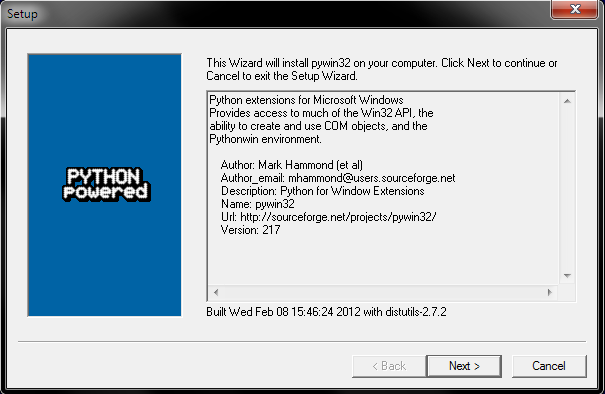 Setup
This Wizard will install pywin32 on your computer. Click Next to continue or
Cancel to exit the Setup Wizard.
PYTHON
powered
Python extensions for Microsoft Windows
Provides access to much of the Win32 API, the
ability to create and use COM objects, and the
Pythonwin environment.
Author: Mark Hammond (et al)
Author_email: mhammond@users.sourceforge.net
Description: Python for Window Extensions
Name: pywin32
Url: http://sourceforge.net/projects/pywin32/
Version: 217
Built Wed Feb 08 15:46:24 2012 with distutils-2.7.2
< Back
Next >
Cancel